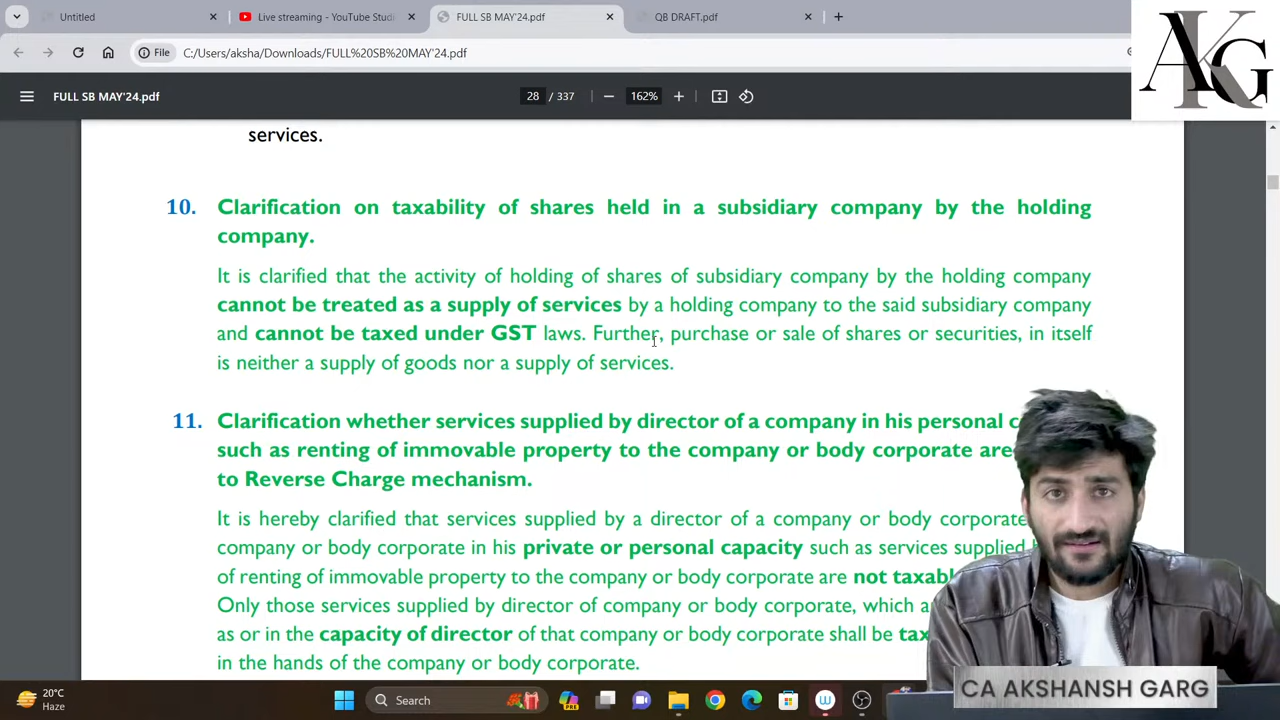 Untitled
Live streaming - YouTube Studi
FULL SB MAY'24.pdf
QB DRAFT.pdf
File
C:/Users/aksha/Downloads/FULL%20SB%20MAY'24.pdf
AKG
FULL SB MAY'24.pdf
28 / 337
162%
services.
10. Clarification on taxability of shares held in a subsidiary company by the holding
company.
It is clarified that the activity of holding of shares of subsidiary company by the holding company
cannot be treated as a supply of services by a holding company to the said subsidiary company
and cannot be taxed under GST laws. Further, purchase or sale of shares or securities, in itself
is neither a supply of goods nor a supply of services.
11. Clarification whether services supplied by director of a company in his personal
such as renting of immovable property to the company or body corporate are
to Reverse Charge mechanism.
It is hereby clarified that services supplied by a director of a company or body corporate
company or body corporate in his private or personal capacity such as services supplied
of renting of immovable property to the company or body corporate are not taxabl
Only those services supplied by director of company or body corporate, which
as or in the capacity of director of that company or body corporate shall be
in the hands of the company or body corporate.
CA AKSHANSH GARG
20°C
Haze
Search